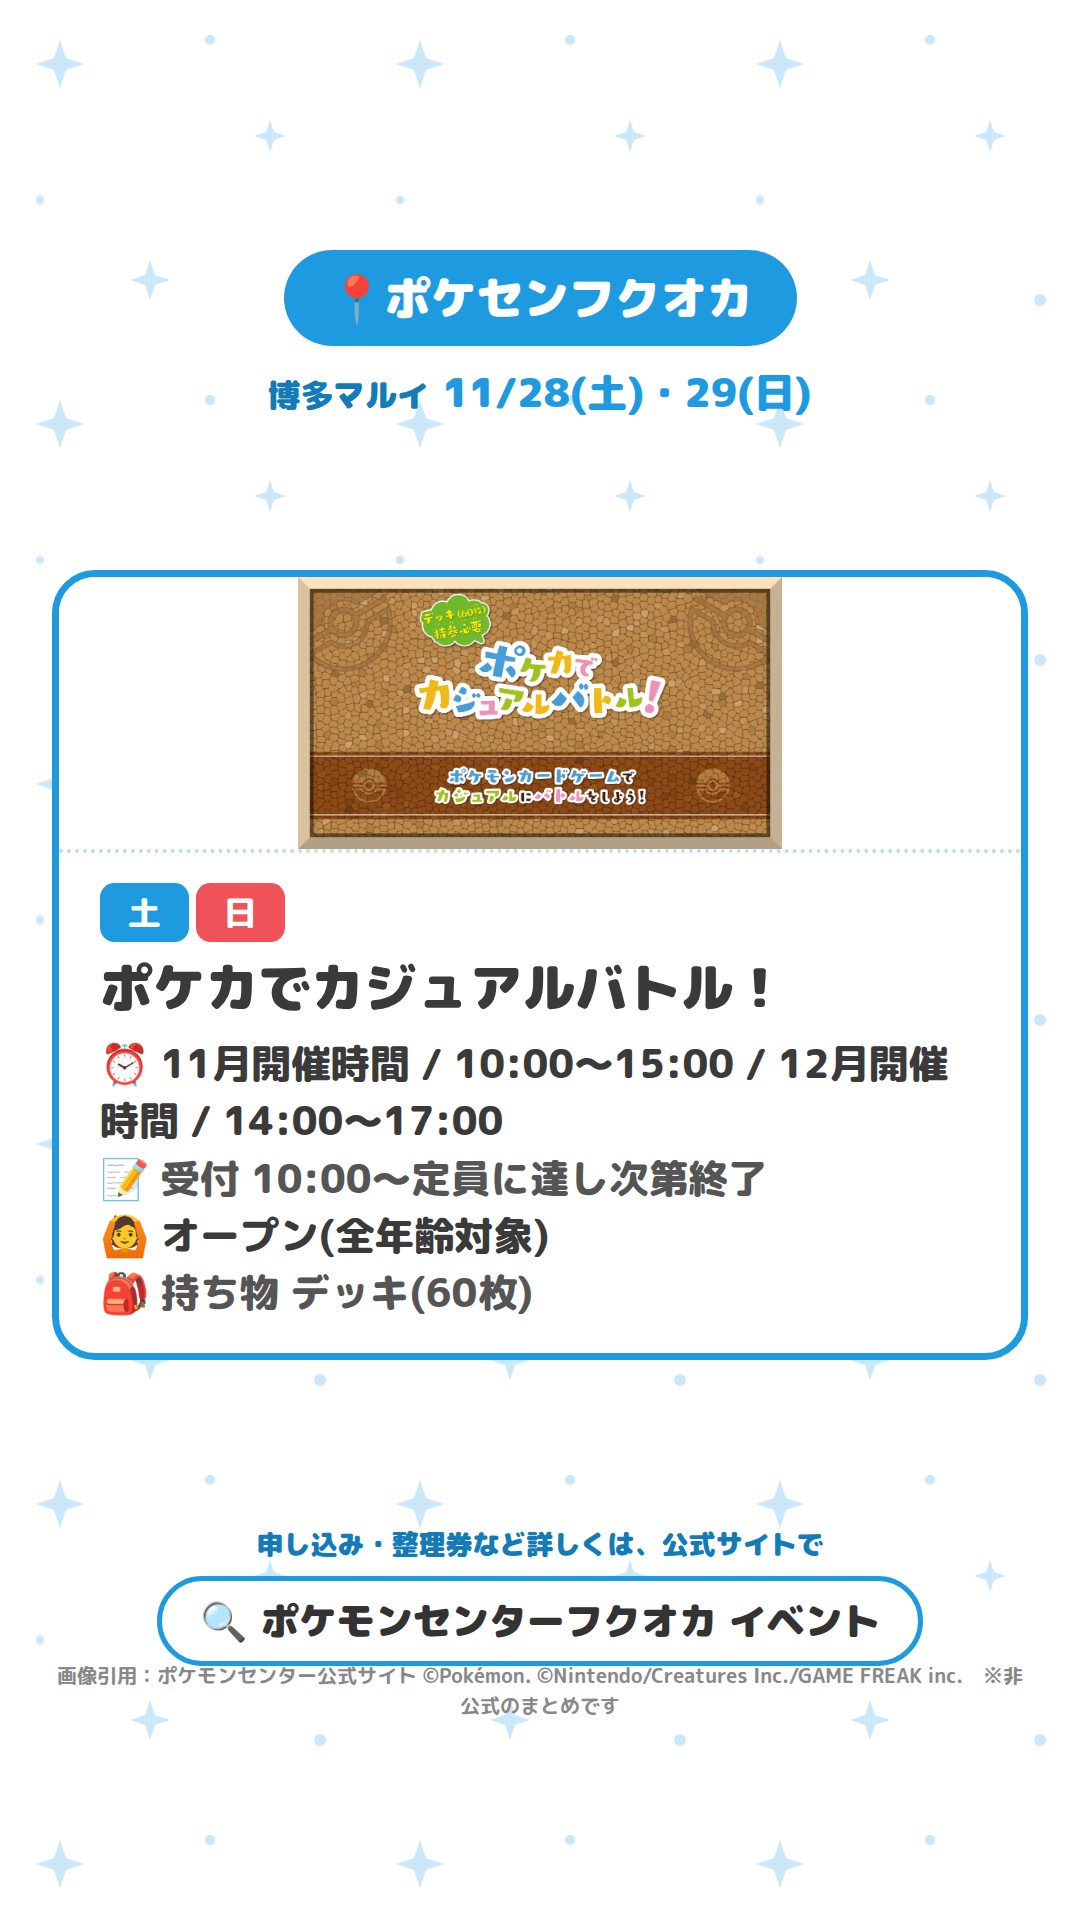 📍ポケセンフクオカ
博多マルイ 11/28(土)・29(日)
デッキ(60枚)
持参必要
ポケカで
カジュアルバトル!
ポケモンカードゲームで
カジュアルにバトルをしよう!
土 日
ポケカでカジュアルバトル！
⏰ 11月開催時間 / 10:00〜15:00 / 12月開催
時間 / 14:00〜17:00
📝 受付 10:00〜定員に達し次第終了
🙆 オープン(全年齢対象)
🎒 持ち物 デッキ(60枚)
申し込み・整理券など詳しくは、公式サイトで
🔍 ポケモンセンターフクオカ イベント
画像引用：ポケモンセンター公式サイト ©Pokémon. ©Nintendo/Creatures Inc./GAME FREAK inc.　※非
公式のまとめです